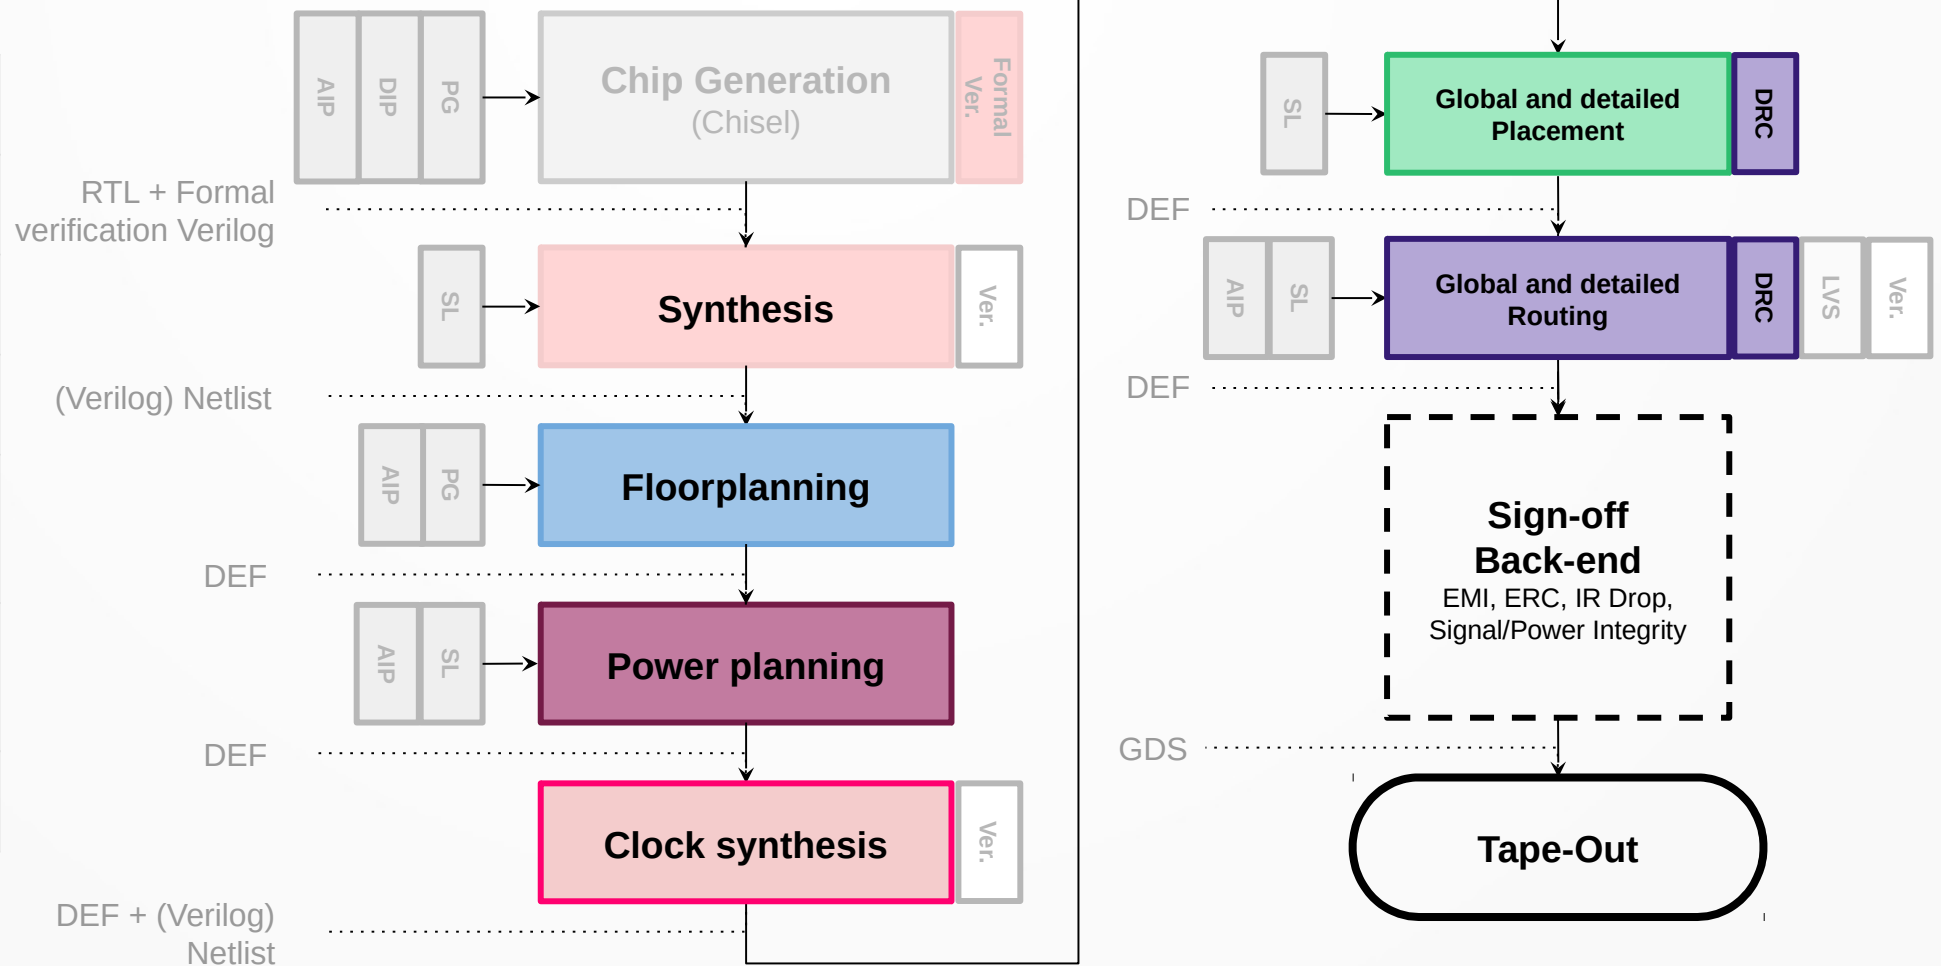 AIP
DIP
PG
Chip Generation
(Chisel)
Formal
Ver.
RTL + Formal
verification Verilog
SL
Synthesis
Ver.
(Verilog) Netlist
AIP
PG
Floorplanning
DEF
AIP
SL
Power planning
DEF
Clock synthesis
Ver.
DEF + (Verilog)
Netlist
SL
Global and detailed
Placement
DRC
DEF
AIP
SL
Global and detailed
Routing
DRC
LVS
Ver.
DEF
Sign-off
Back-end
EMI, ERC, IR Drop,
Signal/Power Integrity
GDS
Tape-Out